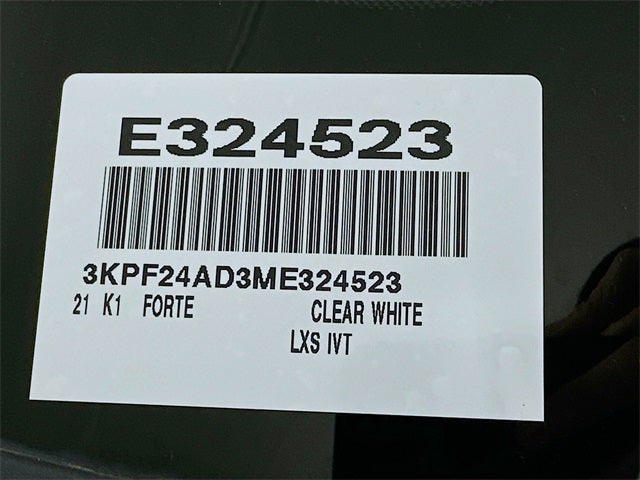 E324523
3KPF24AD3ME324523
21 K1 FORTE CLEAR WHITE
LXS IVT